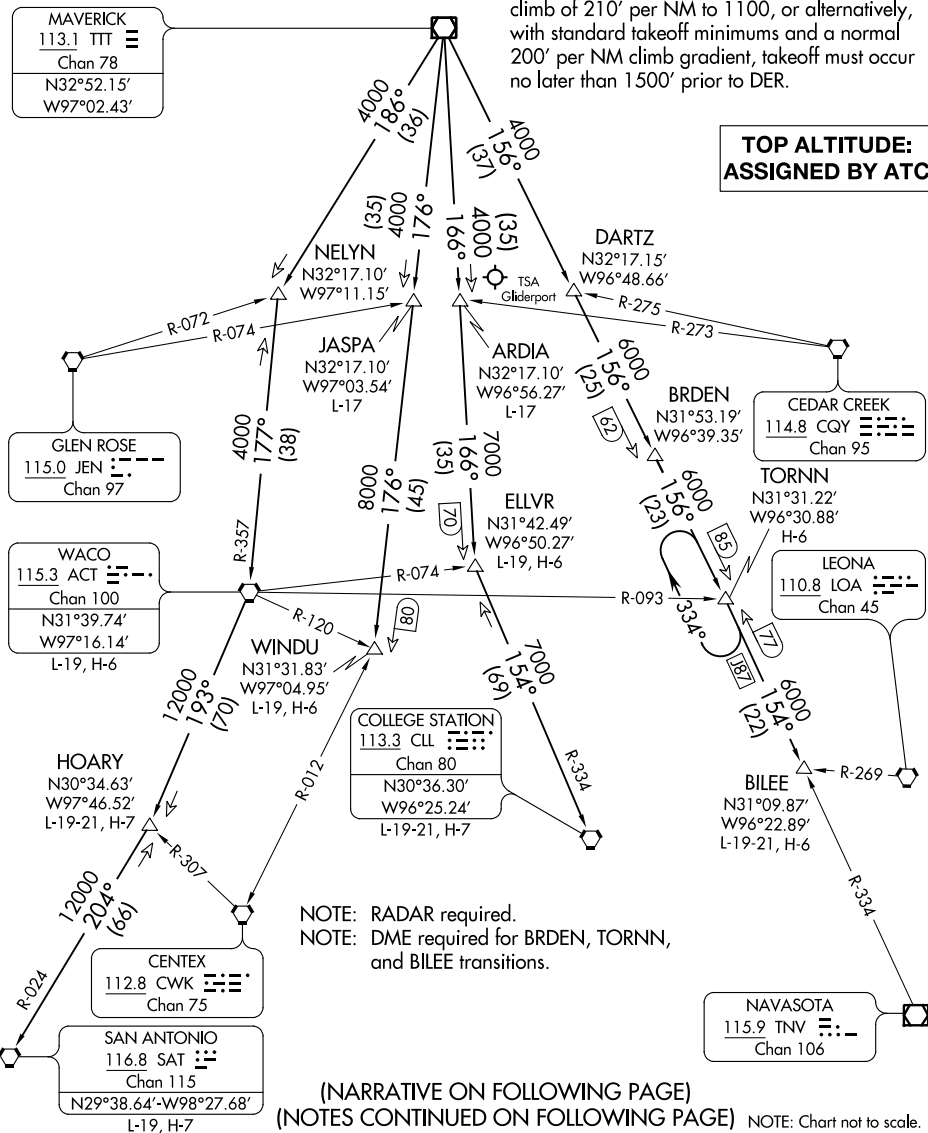 climb of 210' per NM to 1100, or alternatively,
with standard takeoff minimums and a normal
200' per NM climb gradient, takeoff must occur
no later than 1500' prior to DER.
MAVERICK
113.1 TTT
Chan 78
N32°52.15'
W97°02.43'
TOP ALTITUDE:
ASSIGNED BY ATC
4000
186°
(36)
(35)
4000
176°
166°
4000
(35)
4000
156°
(37)
NELYN
N32°17.10'
W97°11.15'
DARTZ
N32°17.15'
W96°48.66'
TSA
Gliderport
R-072
R-074
R-275
R-273
JASPA
N32°17.10'
W97°03.54'
L-17
ARDIA
N32°17.10'
W96°56.27'
L-17
6000
156°
(25)
62
BRDEN
N31°53.19'
W96°39.35'
CEDAR CREEK
114.8 CQY
Chan 95
GLEN ROSE
115.0 JEN
Chan 97
4000
177°
(38)
R-357
8000
176°
(45)
7000
166°
(35)
70
ELLVR
N31°42.49'
W96°50.27'
L-19, H-6
6000
156°
(23)
85
TORNN
N31°31.22'
W96°30.88'
H-6
WACO
115.3 ACT
Chan 100
N31°39.74'
W97°16.14'
L-19, H-6
R-074
R-093
R-120
LEONA
110.8 LOA
Chan 45
WINDU
N31°31.83'
W97°04.95'
L-19, H-6
80
334°
77
J87
6000
154°
(22)
12000
193°
(70)
7000
154°
(69)
R-334
COLLEGE STATION
113.3 CLL
Chan 80
N30°36.30'
W96°25.24'
L-19-21, H-7
HOARY
N30°34.63'
W97°46.52'
L-19-21, H-7
R-012
BILEE
N31°09.87'
W96°22.89'
L-19-21, H-6
R-269
R-307
R-334
12000
204°
(66)
R-024
NOTE: RADAR required.
NOTE: DME required for BRDEN, TORNN,
and BILEE transitions.
CENTEX
112.8 CWK
Chan 75
NAVASOTA
115.9 TNV
Chan 106
SAN ANTONIO
116.8 SAT
Chan 115
N29°38.64'-W98°27.68'
L-19, H-7
(NARRATIVE ON FOLLOWING PAGE)
(NOTES CONTINUED ON FOLLOWING PAGE)
NOTE: Chart not to scale.